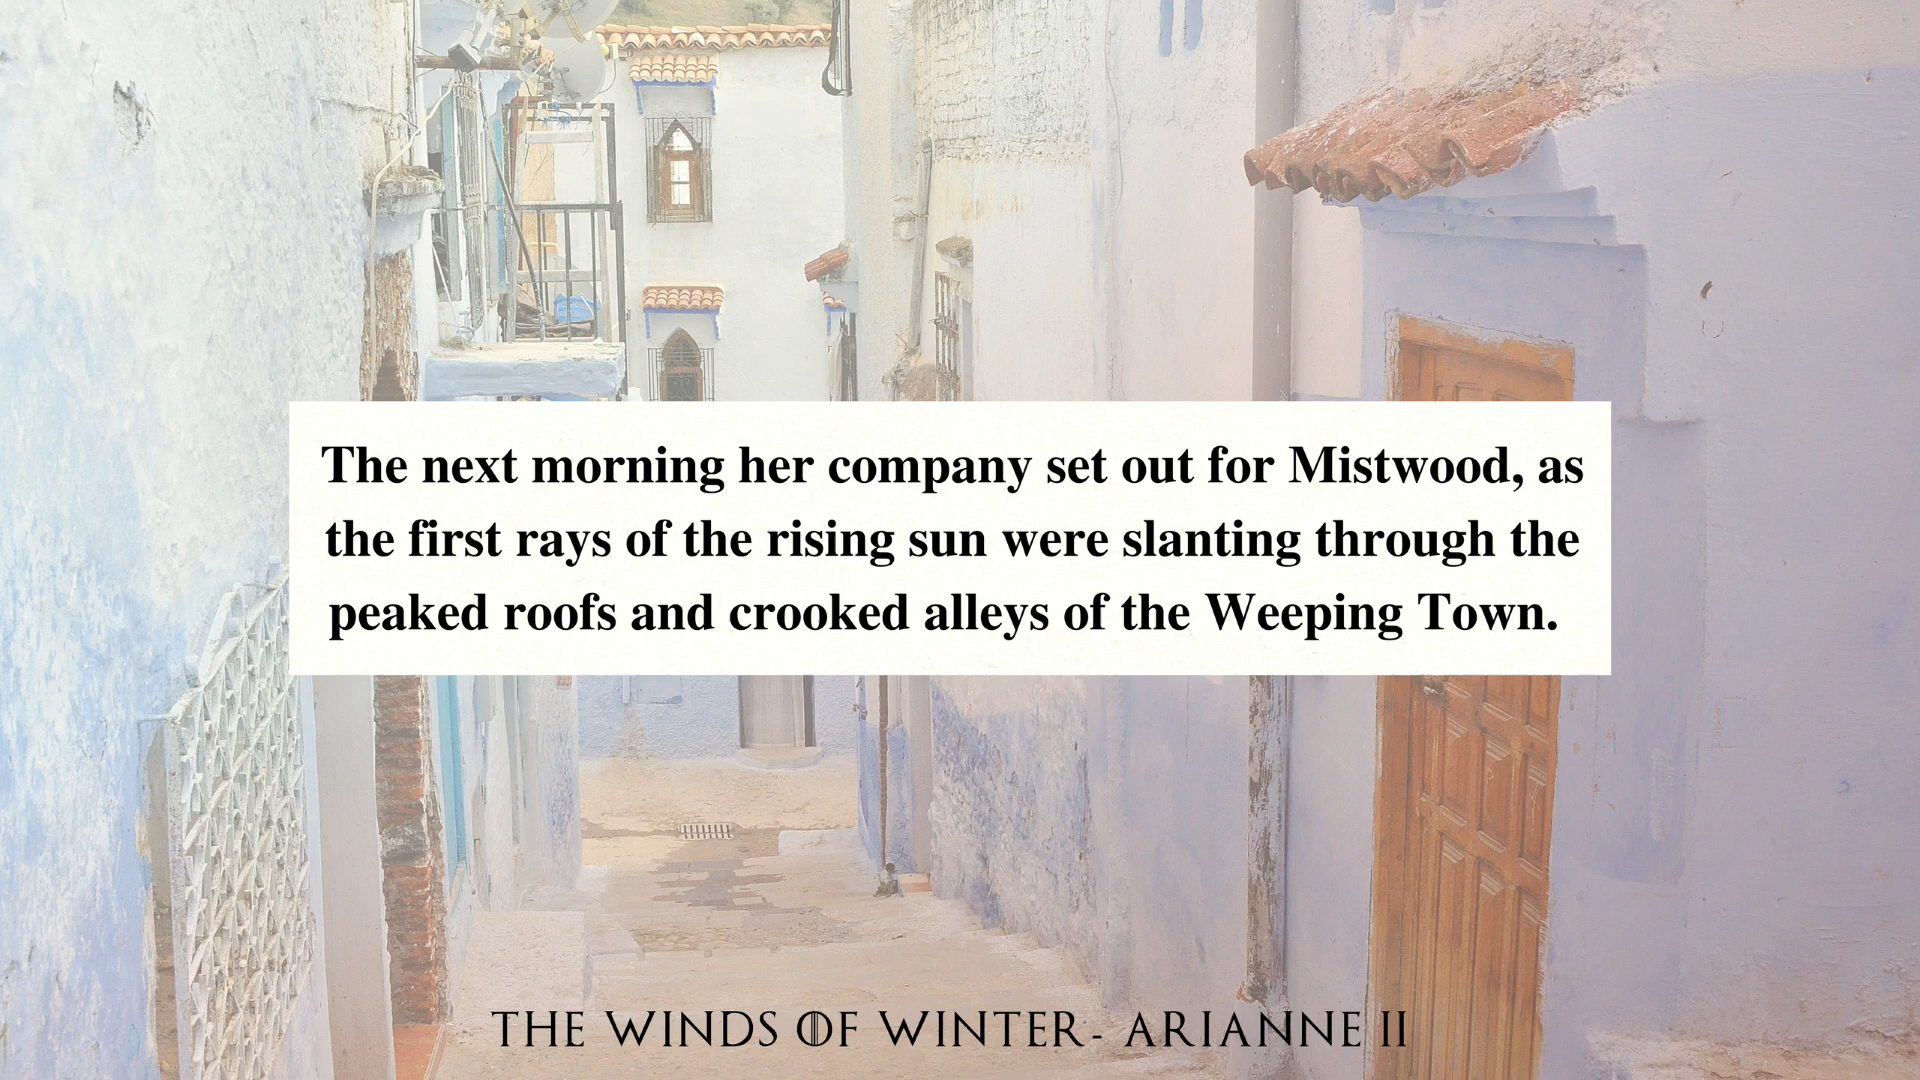 The next morning her company set out for Mistwood, as
the first rays of the rising sun were slanting through the
peaked roofs and crooked alleys of the Weeping Town.
THE WINDS OF WINTER- ARIANNE II